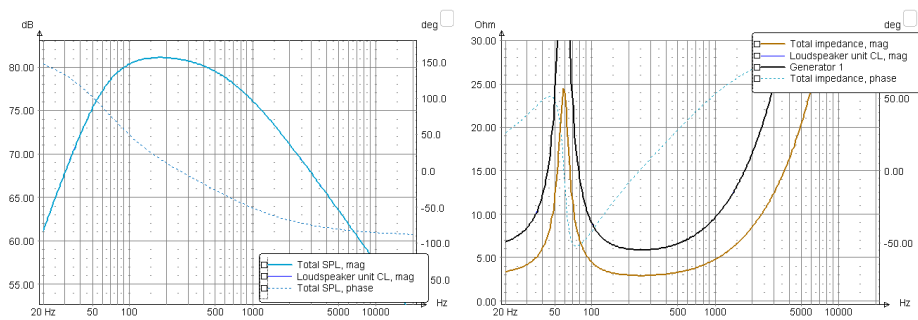 dB
deg
80.00
75.00
70.00
65.00
60.00
55.00
150.0
100.0
50.0
0.00
-50.0
-100.0
50.0
Total SPL, mag
Loudspeaker unit CL, mag
Total SPL, phase
20 Hz 50 100 500 1000 5000 10000 Hz
Ohm
deg
30.00
25.00
20.00
15.00
10.00
5.00
0.00
50.00
0.00
-50.00
Total impedance, mag
Loudspeaker unit CL, mag
Generator 1
Total impedance, phase
20 Hz 50 100 500 1000 5000 10000 Hz